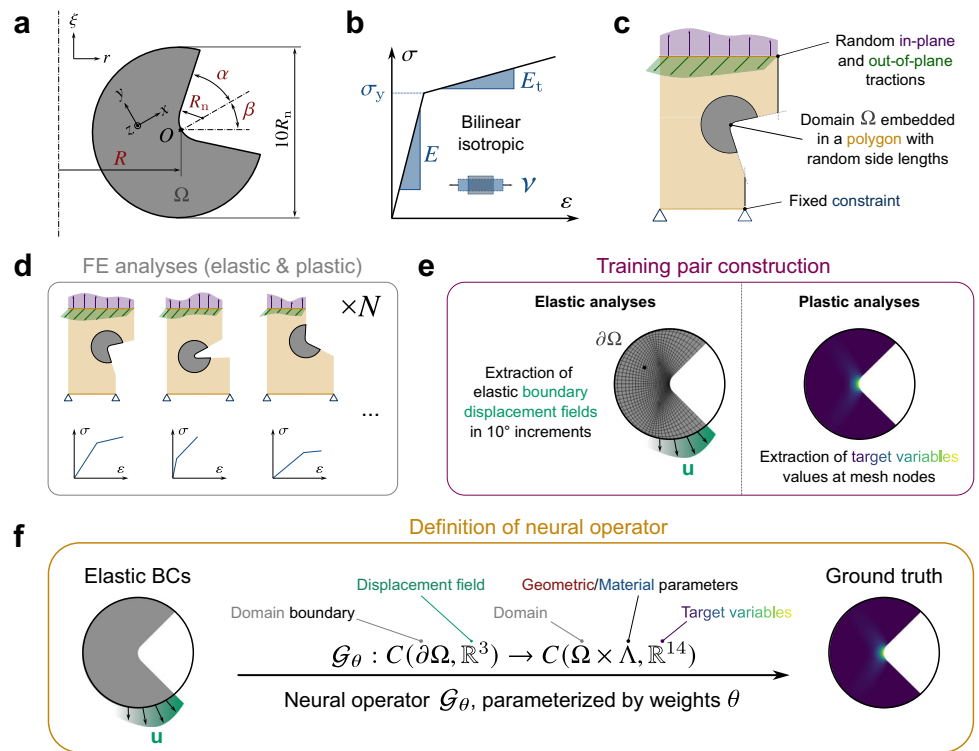 a
ξ
r
α
β
R_n
y
x
z
O
R
Ω
10R_n
b
σ
σ_y
E_t
E
Bilinear
isotropic
ν
ε
c
Random in-plane
and out-of-plane
tractions
Domain Ω embedded
in a polygon with
random side lengths
Fixed constraint
d
FE analyses (elastic & plastic)
×N
...
σ
ε
σ
ε
σ
ε
e
Training pair construction
Elastic analyses
∂Ω
Extraction of
elastic boundary
displacement fields
in 10° increments
u
Plastic analyses
Extraction of target variables
values at mesh nodes
f
Definition of neural operator
Elastic BCs
u
Displacement field
Geometric/Material parameters
Domain boundary
Domain
Target variables
𝒢_θ : C(∂Ω, ℝ³) → C(Ω × Λ, ℝ¹⁴)
Neural operator 𝒢_θ, parameterized by weights θ
Ground truth